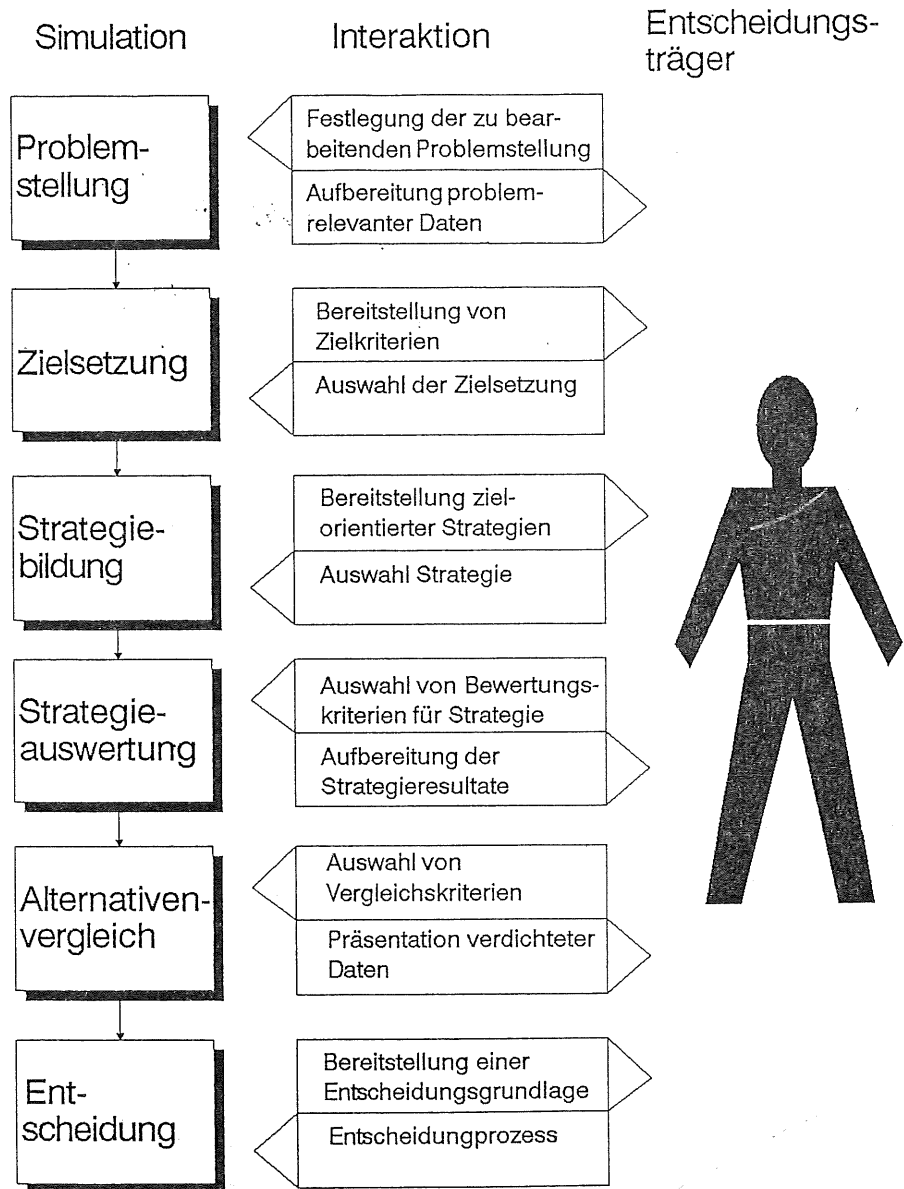 Simulation
Interaktion
Entscheidungs-
träger
Problem-
stellung
Festlegung der zu bear-
beitenden Problemstellung
Aufbereitung problem-
relevanter Daten
Zielsetzung
Bereitstellung von
Zielkriterien
Auswahl der Zielsetzung
Strategie-
bildung
Bereitstellung ziel-
orientierter Strategien
Auswahl Strategie
Strategie-
auswertung
Auswahl von Bewertungs-
kriterien für Strategie
Aufbereitung der
Strategieresultate
Alternativen-
vergleich
Auswahl von
Vergleichskriterien
Präsentation verdichteter
Daten
Ent-
scheidung
Bereitstellung einer
Entscheidungsgrundlage
Entscheidungprozess